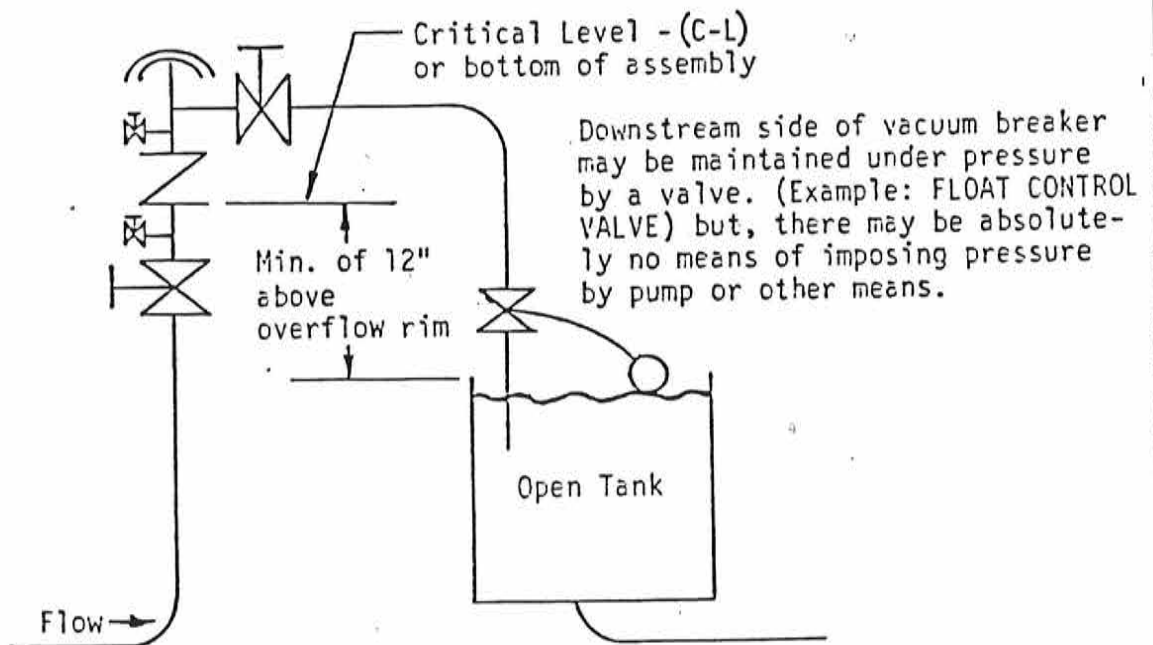 Critical Level - (C-L)
or bottom of assembly
Downstream side of vacuum breaker
may be maintained under pressure
by a valve. (Example: FLOAT CONTROL
VALVE) but, there may be absolute-
ly no means of imposing pressure
by pump or other means.
Min. of 12"
above
overflow rim
Open Tank
Flow